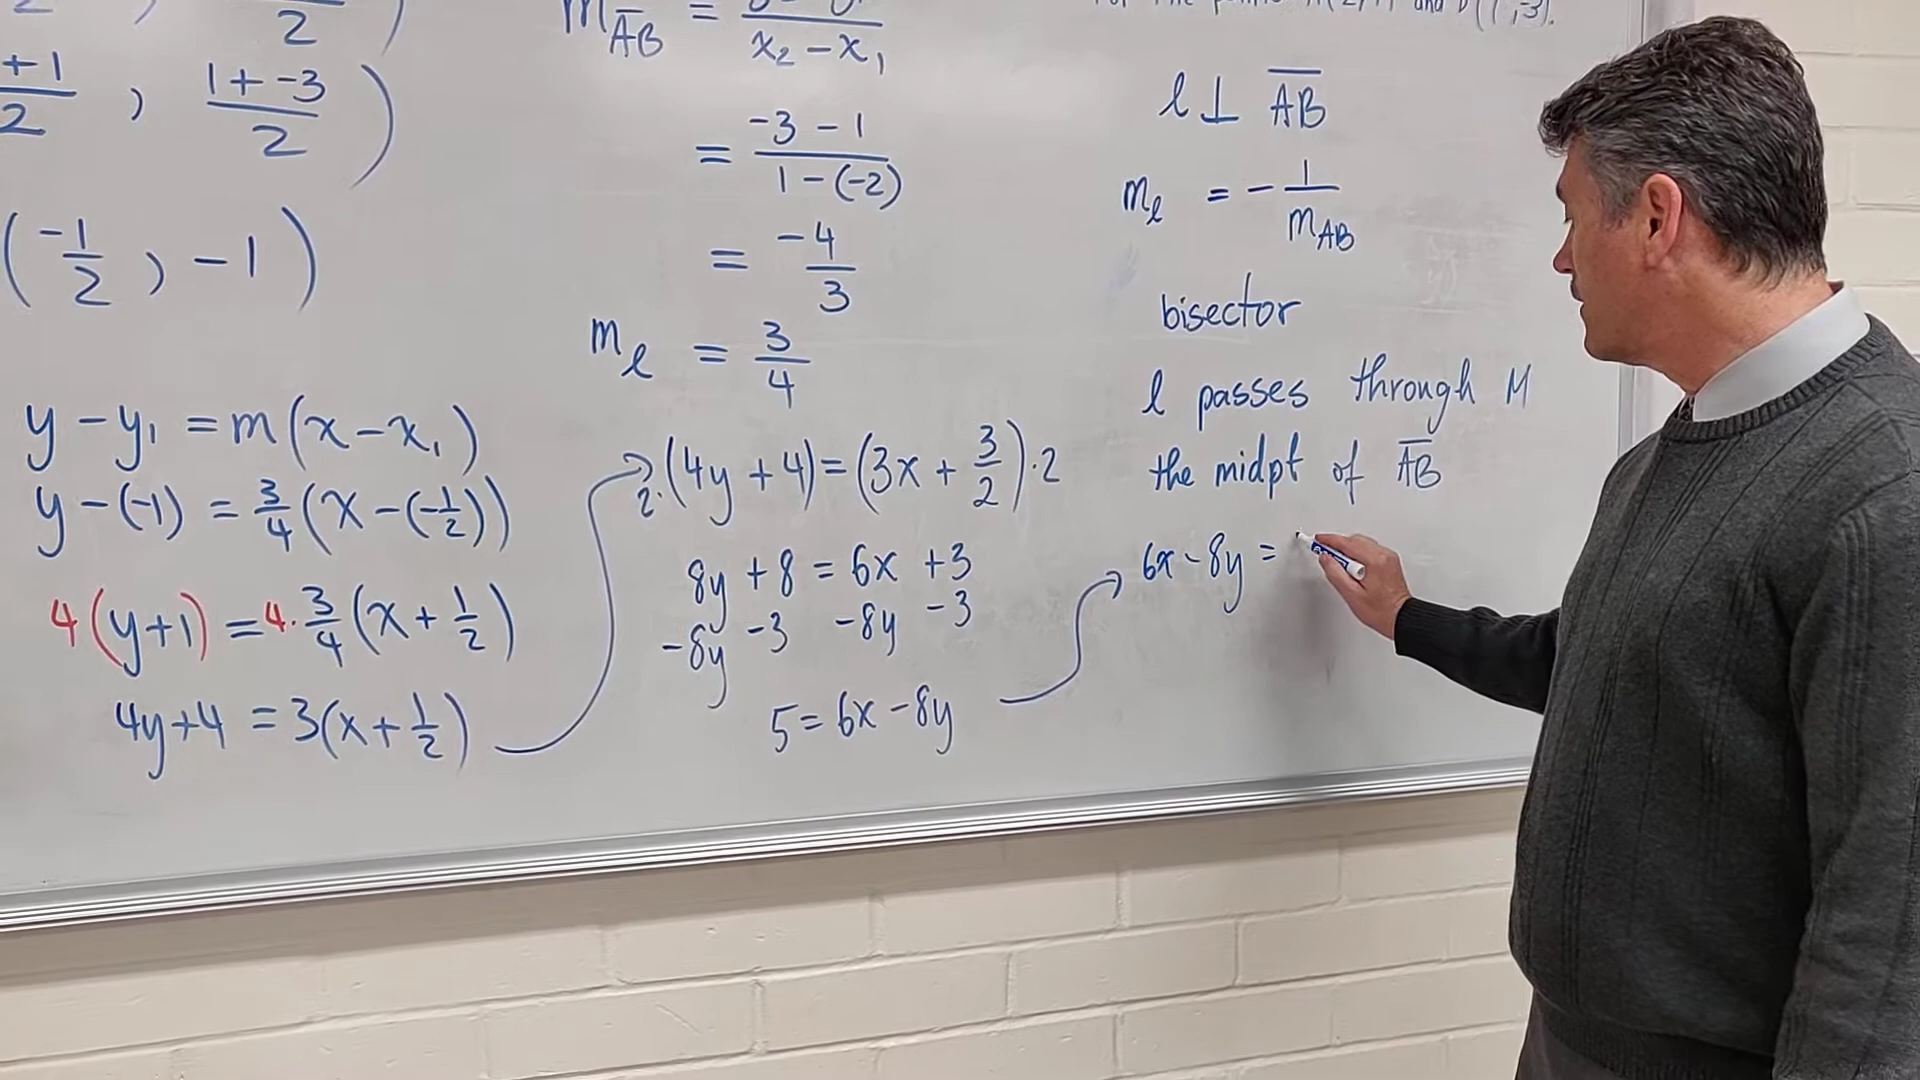 2 , 2 )
+1/2 , 1 + -3/2 )
( -1/2 , -1 )
y - y₁ = m(x - x₁)
y - (-1) = 3/4 (x - (-1/2))
4 (y+1) = 4 · 3/4 (x + 1/2)
4y+4 = 3(x + 1/2)
m_AB = / x₂ - x₁
= -3 - 1 / 1 - (-2)
= -4/3
m_ℓ = 3/4
2· (4y + 4) = (3x + 3/2) · 2
8y + 8 = 6x + 3
-8y -3 -8y -3
5 = 6x - 8y
and
ℓ ⊥ AB
m_ℓ = - 1/m_AB
bisector
ℓ passes through M
the midpt of AB
6x - 8y =